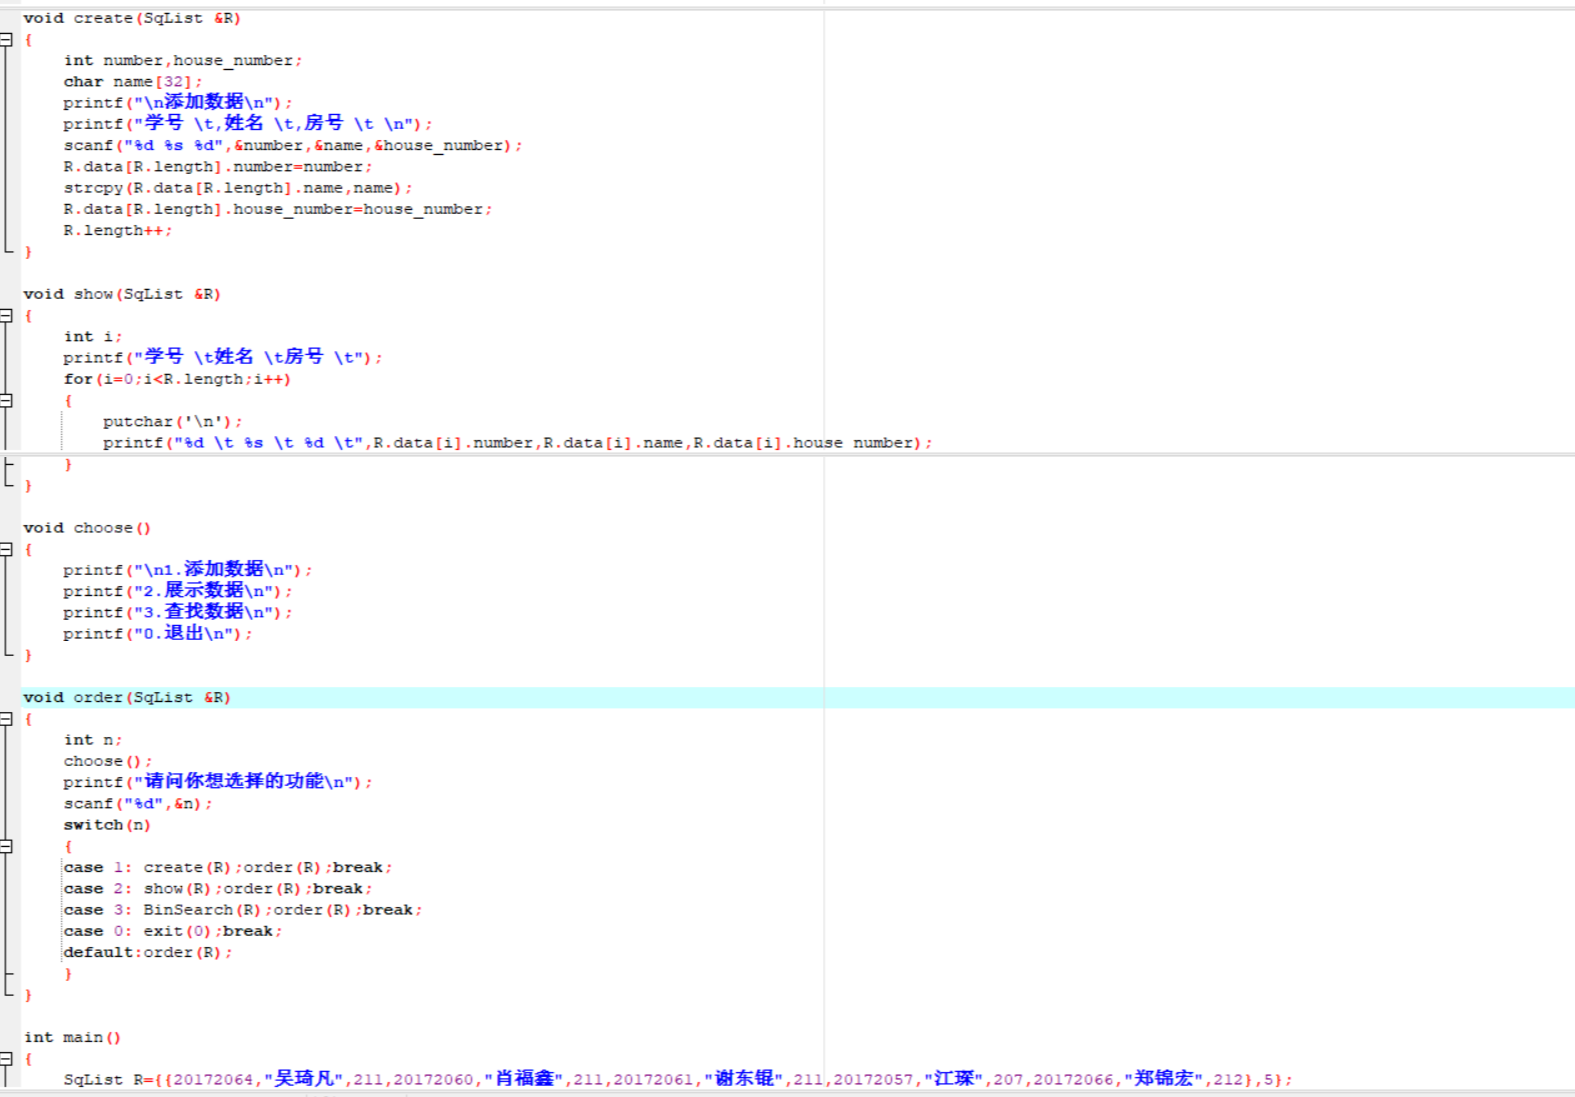 void create(SqList &R)
{
    int number,house_number;
    char name[32];
    printf("\n添加数据\n");
    printf("学号 \t,姓名 \t,房号 \t \n");
    scanf("%d %s %d",&number,&name,&house_number);
    R.data[R.length].number=number;
    strcpy(R.data[R.length].name,name);
    R.data[R.length].house_number=house_number;
    R.length++;
}
void show(SqList &R)
{
    int i;
    printf("学号 \t姓名 \t房号 \t");
    for(i=0;i<R.length;i++)
    {
        putchar('\n');
        printf("%d \t %s \t %d \t",R.data[i].number,R.data[i].name,R.data[i].house number);
    }
}
void choose()
{
    printf("\n1.添加数据\n");
    printf("2.展示数据\n");
    printf("3.查找数据\n");
    printf("0.退出\n");
}
void order(SqList &R)
{
    int n;
    choose();
    printf("请问你想选择的功能\n");
    scanf("%d",&n);
    switch(n)
    {
    case 1: create(R);order(R);break;
    case 2: show(R);order(R);break;
    case 3: BinSearch(R);order(R);break;
    case 0: exit(0);break;
    default:order(R);
    }
}
int main()
{
    SqList R={{20172064,"吴琦凡",211,20172060,"肖福鑫",211,20172061,"谢东锟",211,20172057,"江琛",207,20172066,"郑锦宏",212},5};